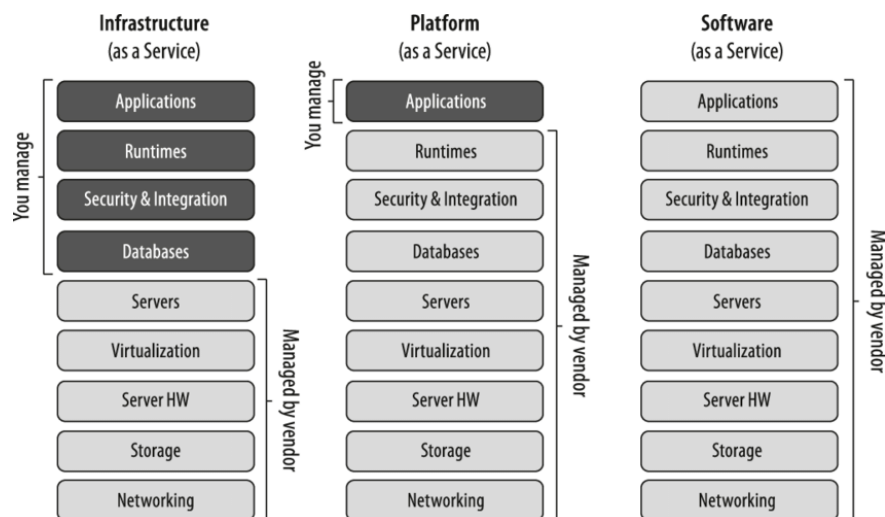 Infrastructure
(as a Service)
You manage
Applications
Runtimes
Security & Integration
Databases
Servers
Virtualization
Server HW
Storage
Networking
Managed by vendor
Platform
(as a Service)
You manage
Applications
Runtimes
Security & Integration
Databases
Servers
Virtualization
Server HW
Storage
Networking
Managed by vendor
Software
(as a Service)
Applications
Runtimes
Security & Integration
Databases
Servers
Virtualization
Server HW
Storage
Networking
Managed by vendor